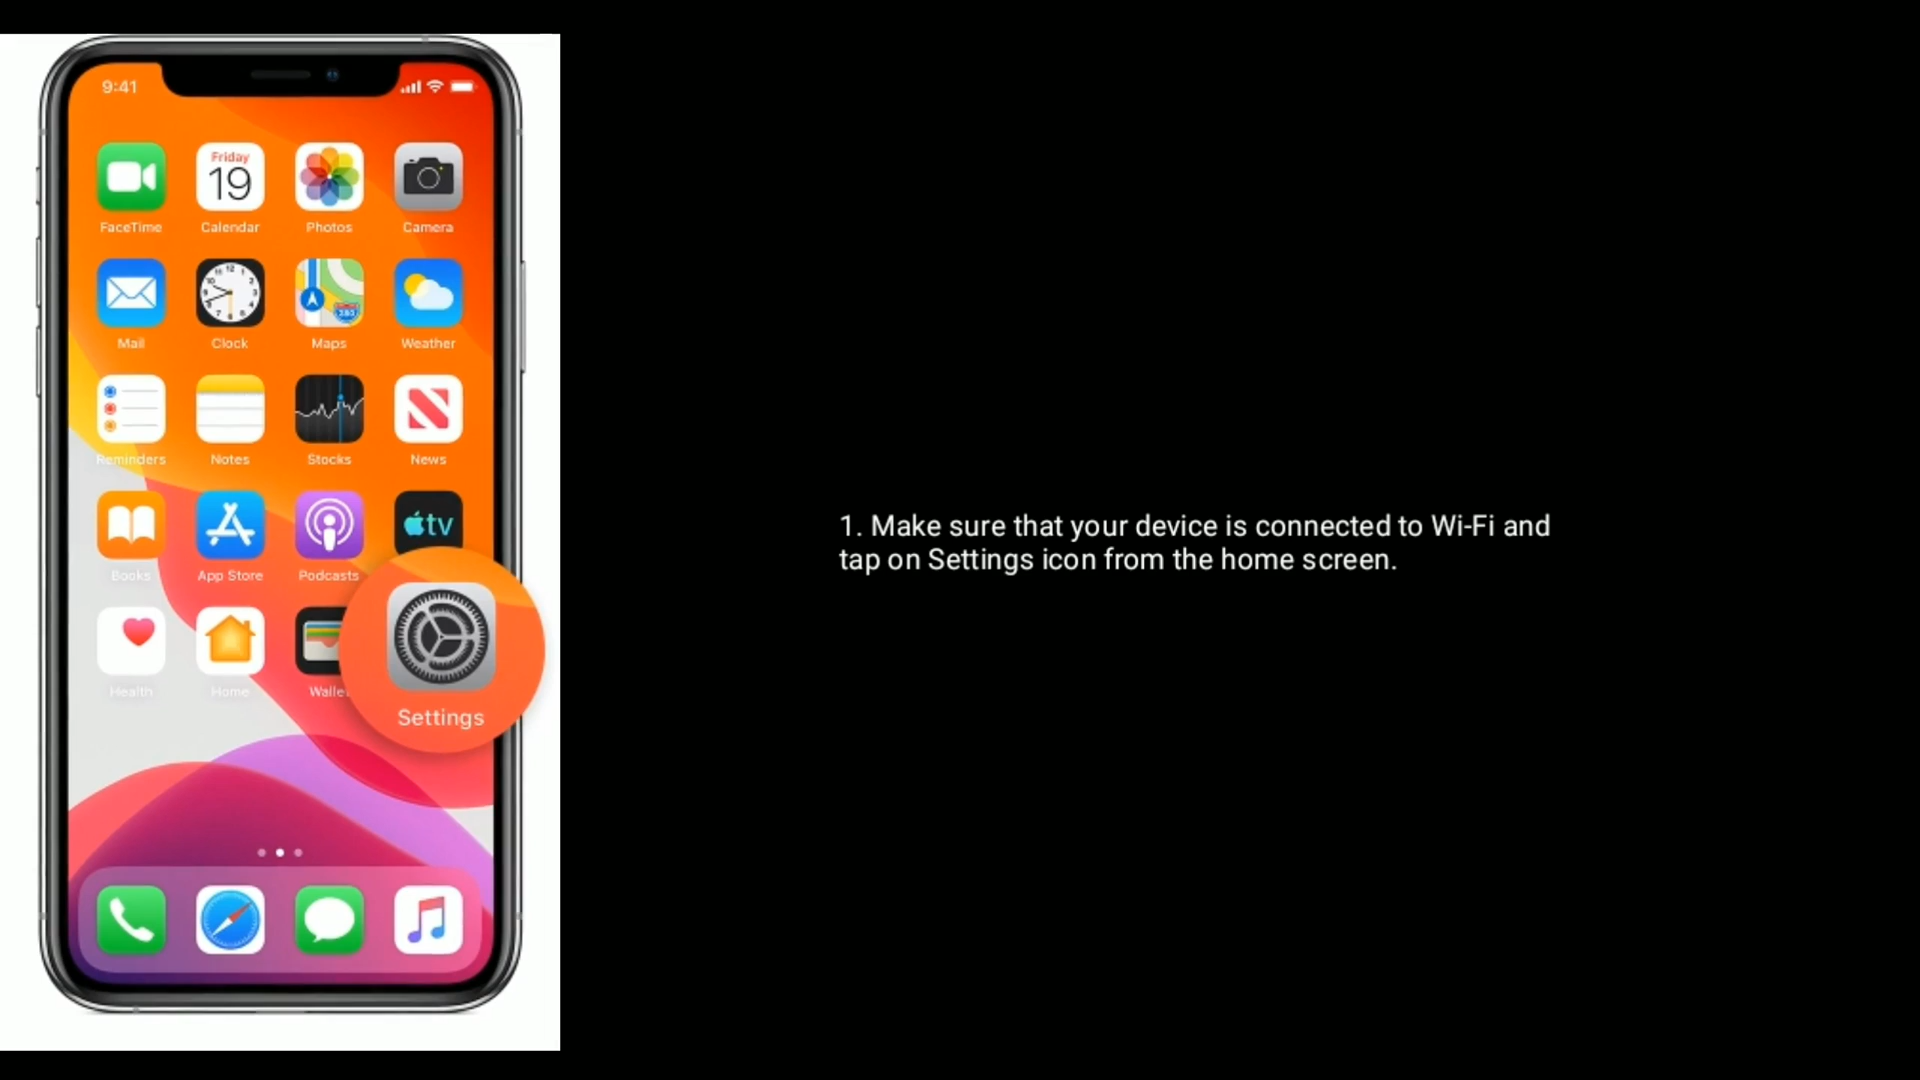 9:41
Friday
19
FaceTime
Calendar
Photos
Camera
Mail
Clock
Maps
Weather
Reminders
Notes
Stocks
News
tv
Books
App Store
Podcasts
Health
Home
Settings
1. Make sure that your device is connected to Wi-Fi and
tap on Settings icon from the home screen.